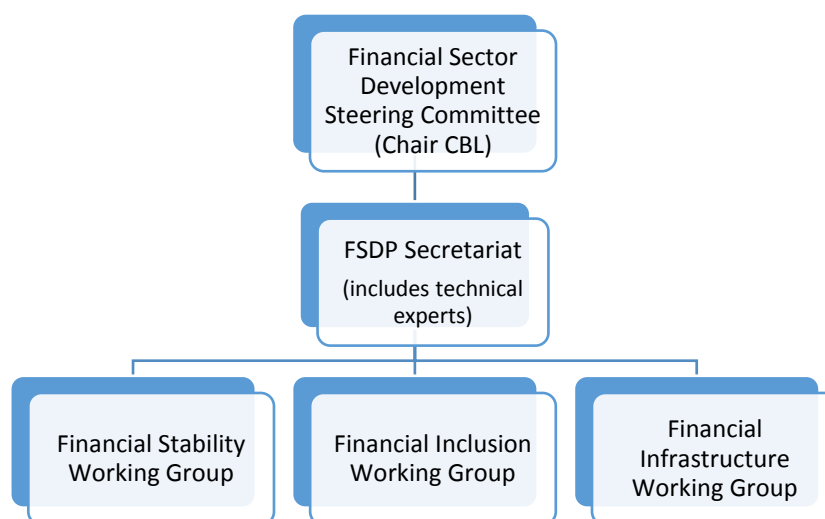 Financial Sector
Development
Steering Committee
(Chair CBL)
FSDP Secretariat
(includes technical
experts)
Financial Stability
Working Group
Financial Inclusion
Working Group
Financial
Infrastructure
Working Group